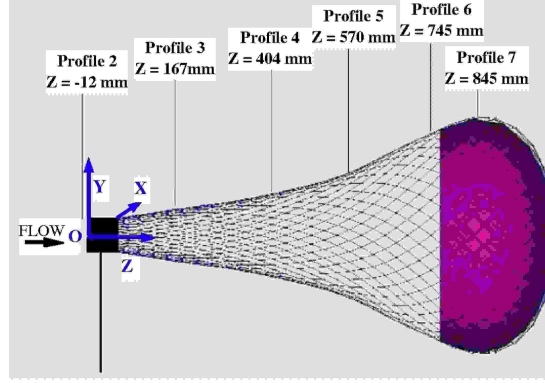 Profile 2
Z = -12 mm
Profile 3
Z = 167mm
Profile 4
Z = 404 mm
Profile 5
Z = 570 mm
Profile 6
Z = 745 mm
Profile 7
Z = 845 mm
Y
X
FLOW
O
Z